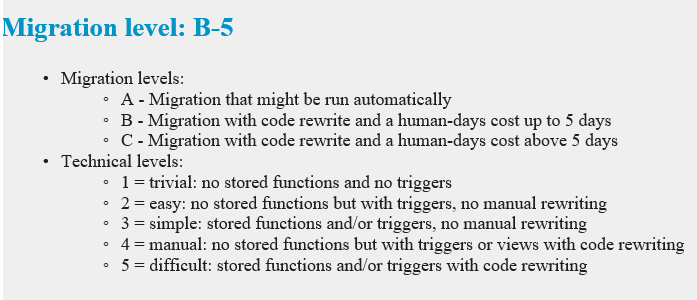 Migration level: B-5
• Migration levels:
◦ A - Migration that might be run automatically
◦ B - Migration with code rewrite and a human-days cost up to 5 days
◦ C - Migration with code rewrite and a human-days cost above 5 days
• Technical levels:
◦ 1 = trivial: no stored functions and no triggers
◦ 2 = easy: no stored functions but with triggers, no manual rewriting
◦ 3 = simple: stored functions and/or triggers, no manual rewriting
◦ 4 = manual: no stored functions but with triggers or views with code rewriting
◦ 5 = difficult: stored functions and/or triggers with code rewriting